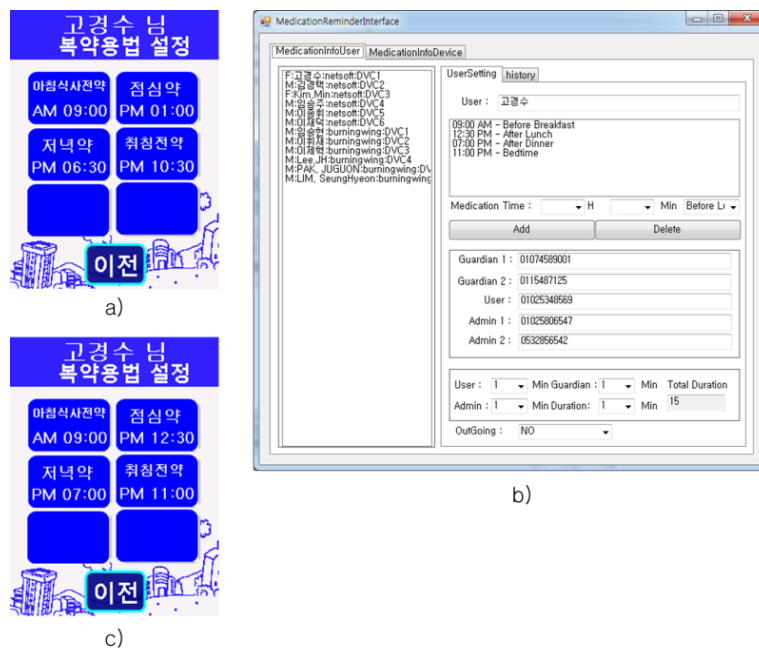 고경수 님
복약용법 설정
아침식사전약
AM 09:00
점심약
PM 01:00
저녁약
PM 06:30
취침전약
PM 10:30
이전
a)
MedicationReminderInterface
MedicationInfoUser
MedicationInfoDevice
F:고경수:netsoft:DVC1
M:김경택:netsoft:DVC2
F:Kim,Min:netsoft:DVC3
M:임승주:netsoft:DVC4
M:이충휘:netsoft:DVC5
M:이재덕:netsoft:DVC6
M:임승현:burningwing:DVC1
M:이휘재:burningwing:DVC2
M:이제혁:burningwing:DVC3
M:Lee,JH:burningwing:DVC4
M:PAK, JUGUON:burningwing:DV
M:LIM, SeungHyeon:burningwing
UserSetting
history
User : 고경수
09:00 AM - Before Breakfast
12:30 PM - After Lunch
07:00 PM - After Dinner
11:00 PM - Bedtime
Medication Time : H Min Before Lu
Add
Delete
Guardian 1 : 01074589001
Guardian 2 : 0115487125
User : 01025348569
Admin 1 : 01025806547
Admin 2 : 0532856542
User : 1 Min Guardian : 1 Min Total Duration
Admin : 1 Min Duration: 1 Min 15
OutGoing : NO
b)
고경수 님
복약용법 설정
아침식사전약
AM 09:00
점심약
PM 12:30
저녁약
PM 07:00
취침전약
PM 11:00
이전
c)